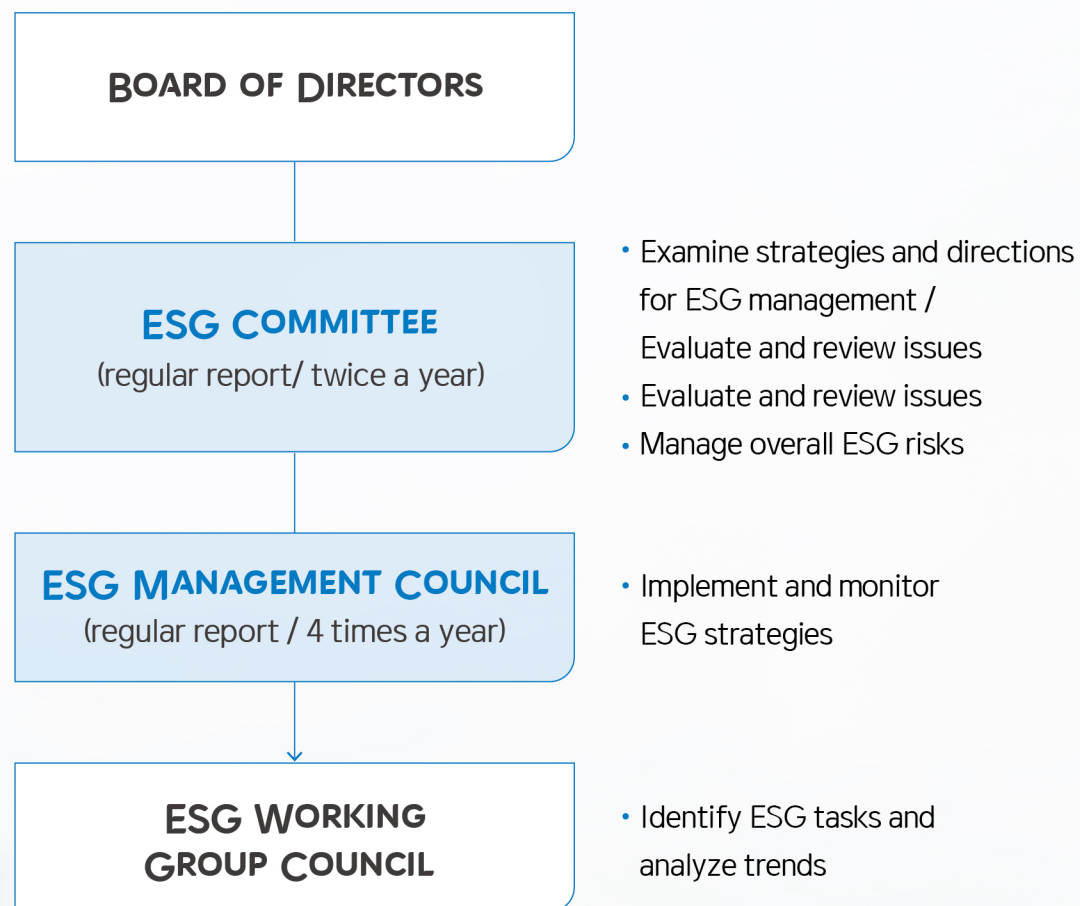 BOARD OF DIRECTORS
ESG COMMITTEE
(regular report/ twice a year)
• Examine strategies and directions
for ESG management /
Evaluate and review issues
• Evaluate and review issues
• Manage overall ESG risks
ESG MANAGEMENT COUNCIL
(regular report / 4 times a year)
• Implement and monitor
ESG strategies
ESG WORKING
GROUP COUNCIL
• Identify ESG tasks and
analyze trends